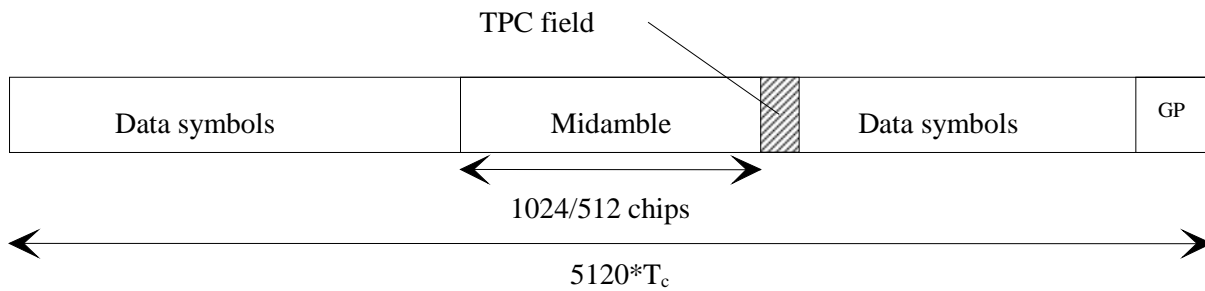 TPC field
Data symbols
Midamble
Data symbols
GP
1024/512 chips
5120*Tc